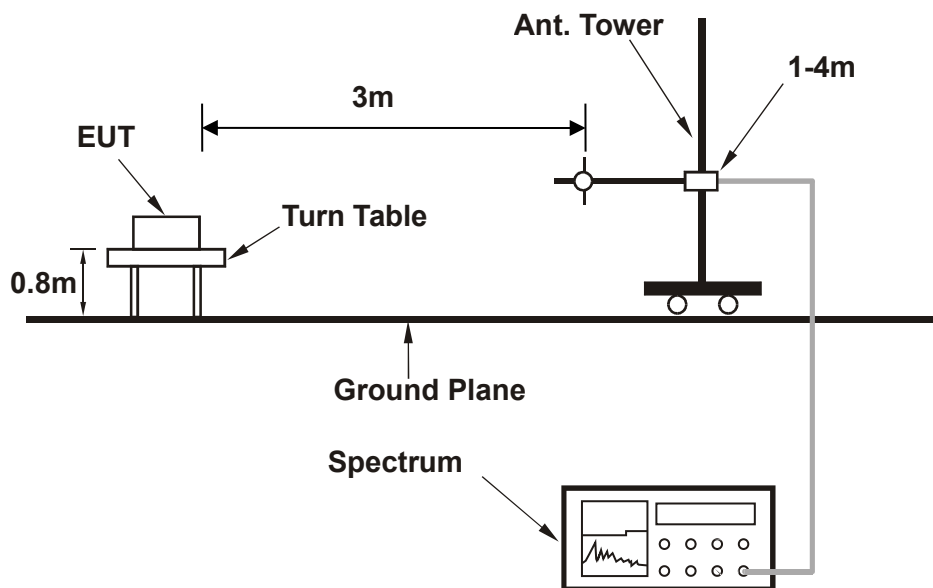 Ant. Tower
1-4m
3m
EUT
Turn Table
0.8m
Ground Plane
Spectrum